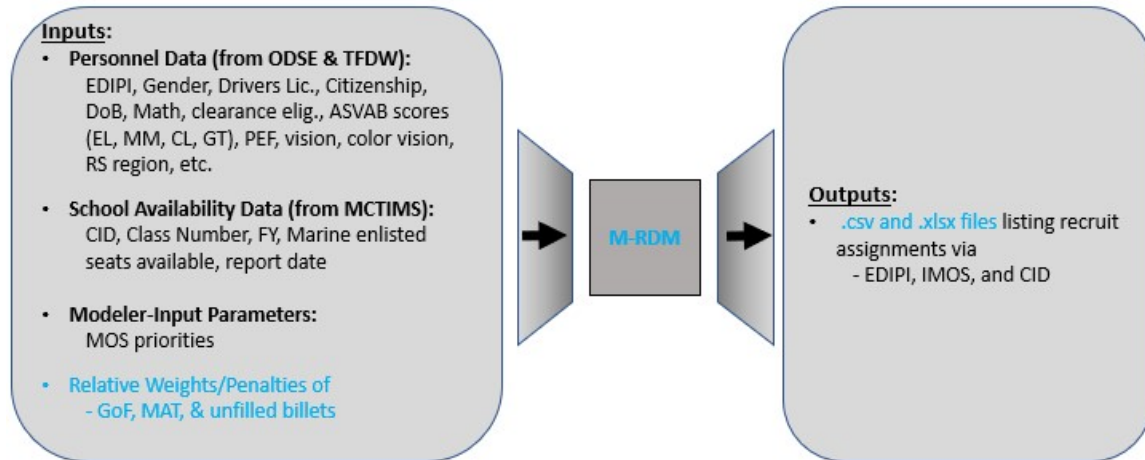 Inputs:
• Personnel Data (from ODSE & TFDW):
EDIPI, Gender, Drivers Lic., Citizenship,
DoB, Math, clearance elig., ASVAB scores
(EL, MM, CL, GT), PEF, vision, color vision,
RS region, etc.
• School Availability Data (from MCTIMS):
CID, Class Number, FY, Marine enlisted
seats available, report date
• Modeler-Input Parameters:
MOS priorities
• Relative Weights/Penalties of
- GoF, MAT, & unfilled billets
M-RDM
Outputs:
• .csv and .xlsx files listing recruit
assignments via
- EDIPI, IMOS, and CID